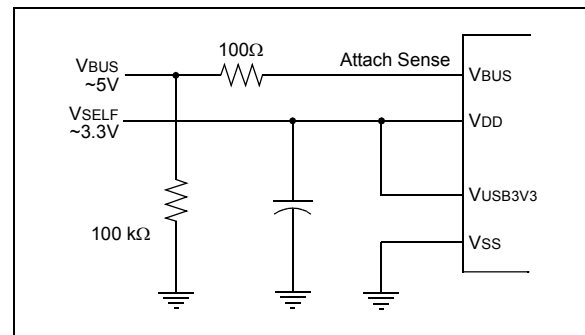 100Ω
Attach Sense
VBUS
~5V
VBUS
VSELF
~3.3V
VDD
100 kΩ
VUSB3V3
VSS